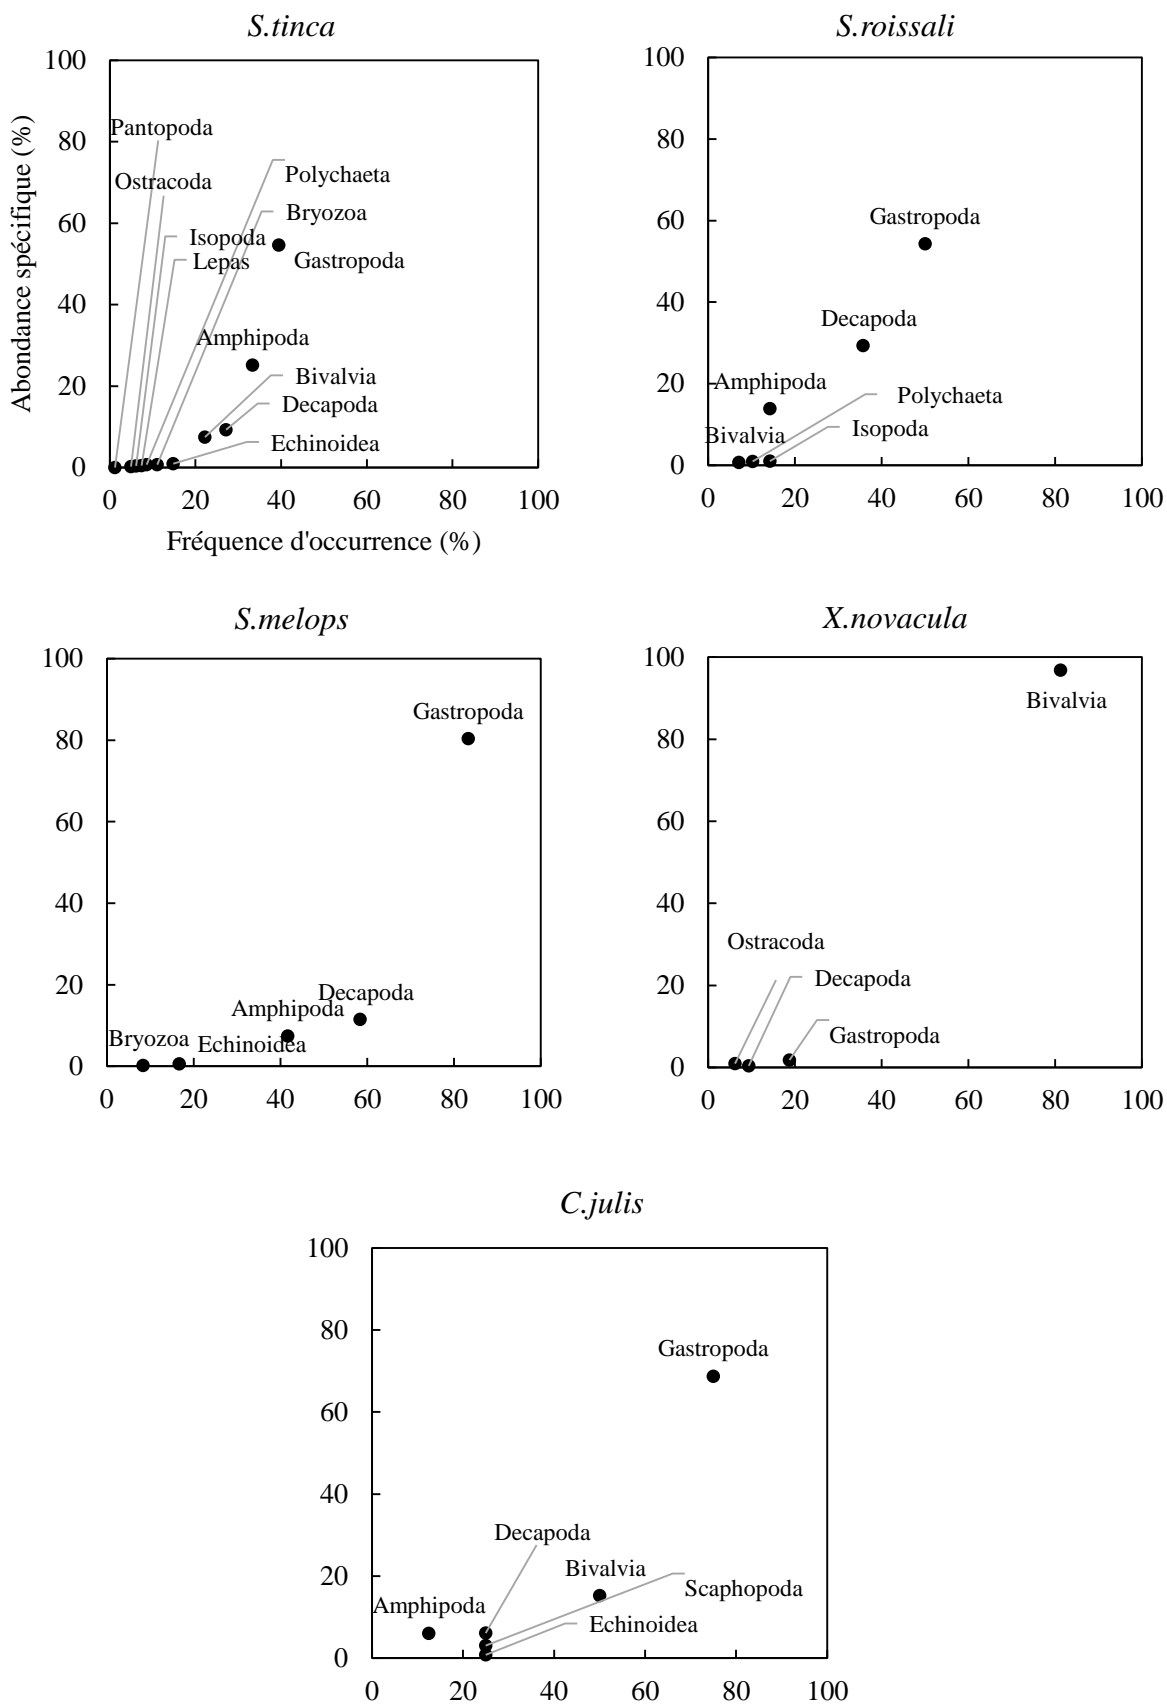 S.tinca
S.roissali
100
80
60
40
20
0
Abondance spécifique (%)
Pantopoda
Ostracoda
Isopoda
Lepas
Polychaeta
Bryozoa
Gastropoda
Amphipoda
Bivalvia
Decapoda
Echinoidea
0 20 40 60 80 100
Fréquence d'occurrence (%)
100
80
60
40
20
0
Gastropoda
Decapoda
Amphipoda
Polychaeta
Bivalvia
Isopoda
0 20 40 60 80 100
S.melops
X.novacula
100
80
60
40
20
0
Gastropoda
Decapoda
Amphipoda
Bryozoa
Echinoidea
0 20 40 60 80 100
100
80
60
40
20
0
Bivalvia
Ostracoda
Decapoda
Gastropoda
0 20 40 60 80 100
C.julis
100
80
60
40
20
0
Gastropoda
Decapoda
Bivalvia
Scaphopoda
Amphipoda
Echinoidea
0 20 40 60 80 100